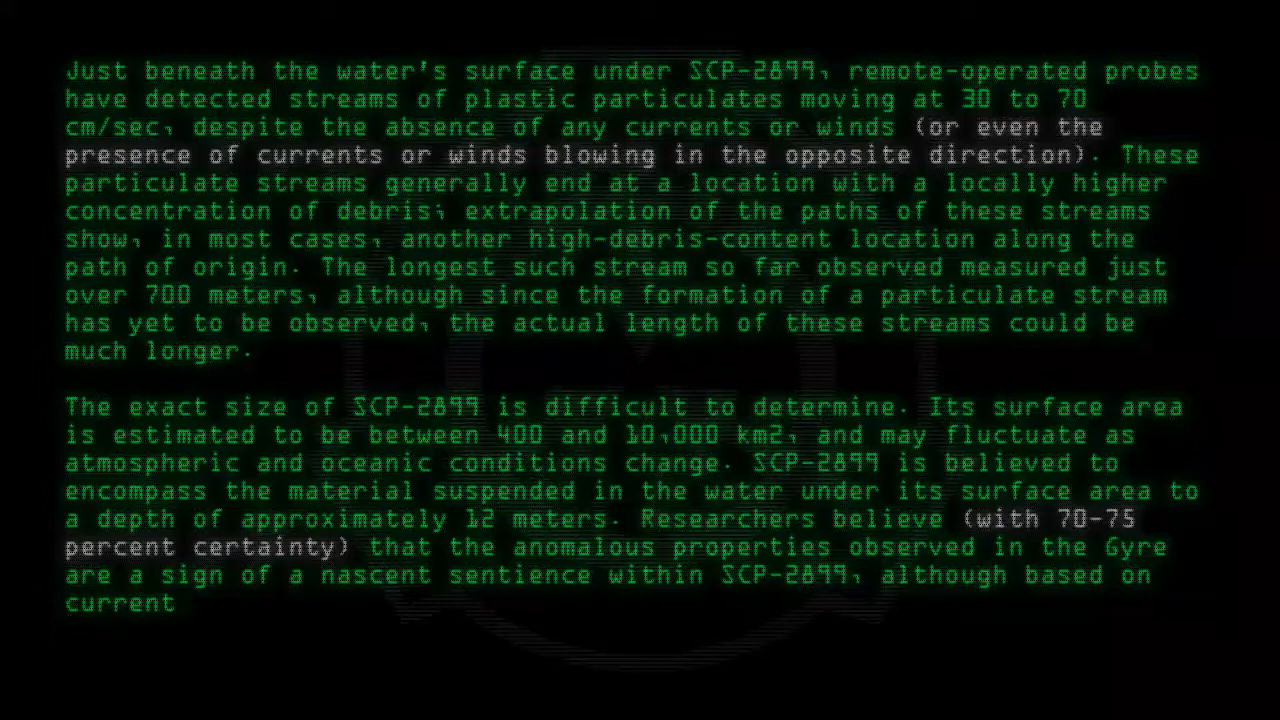 Just beneath the water's surface under SCP-2899, remote-operated probes
have detected streams of plastic particulates moving at 30 to 70
cm/sec, despite the absence of any currents or winds (or even the
presence of currents or winds blowing in the opposite direction). These
particulate streams generally end at a location with a locally higher
concentration of debris; extrapolation of the paths of these streams
show, in most cases, another high-debris-content location along the
path of origin. The longest such stream so far observed measured just
over 700 meters, although since the formation of a particulate stream
has yet to be observed, the actual length of these streams could be
much longer.
The exact size of SCP-2899 is difficult to determine. Its surface area
is estimated to be between 400 and 10,000 km2, and may fluctuate as
atmospheric and oceanic conditions change. SCP-2899 is believed to
encompass the material suspended in the water under its surface area to
a depth of approximately 12 meters. Researchers believe (with 70-75
percent certainty) that the anomalous properties observed in the Gyre
are a sign of a nascent sentience within SCP-2899, although based on
current